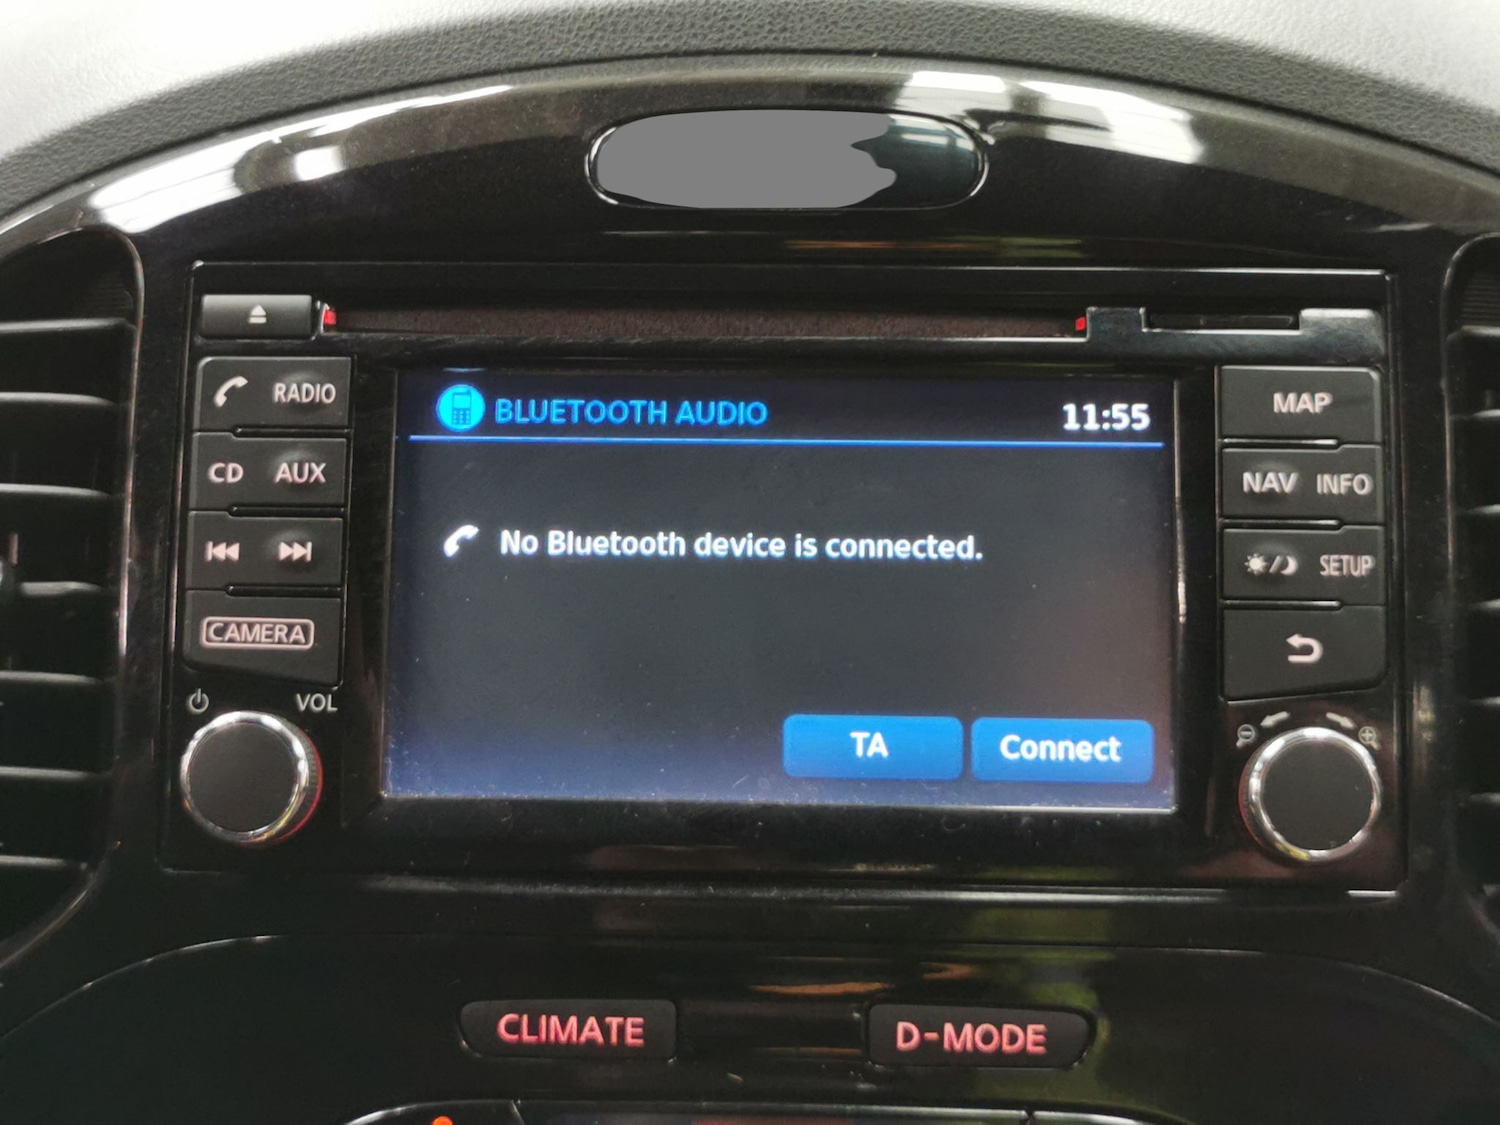 RADIO
CD AUX
CAMERA
VOL
BLUETOOTH AUDIO 11:55
No Bluetooth device is connected.
TA Connect
MAP
NAV INFO
SETUP
CLIMATE
D-MODE